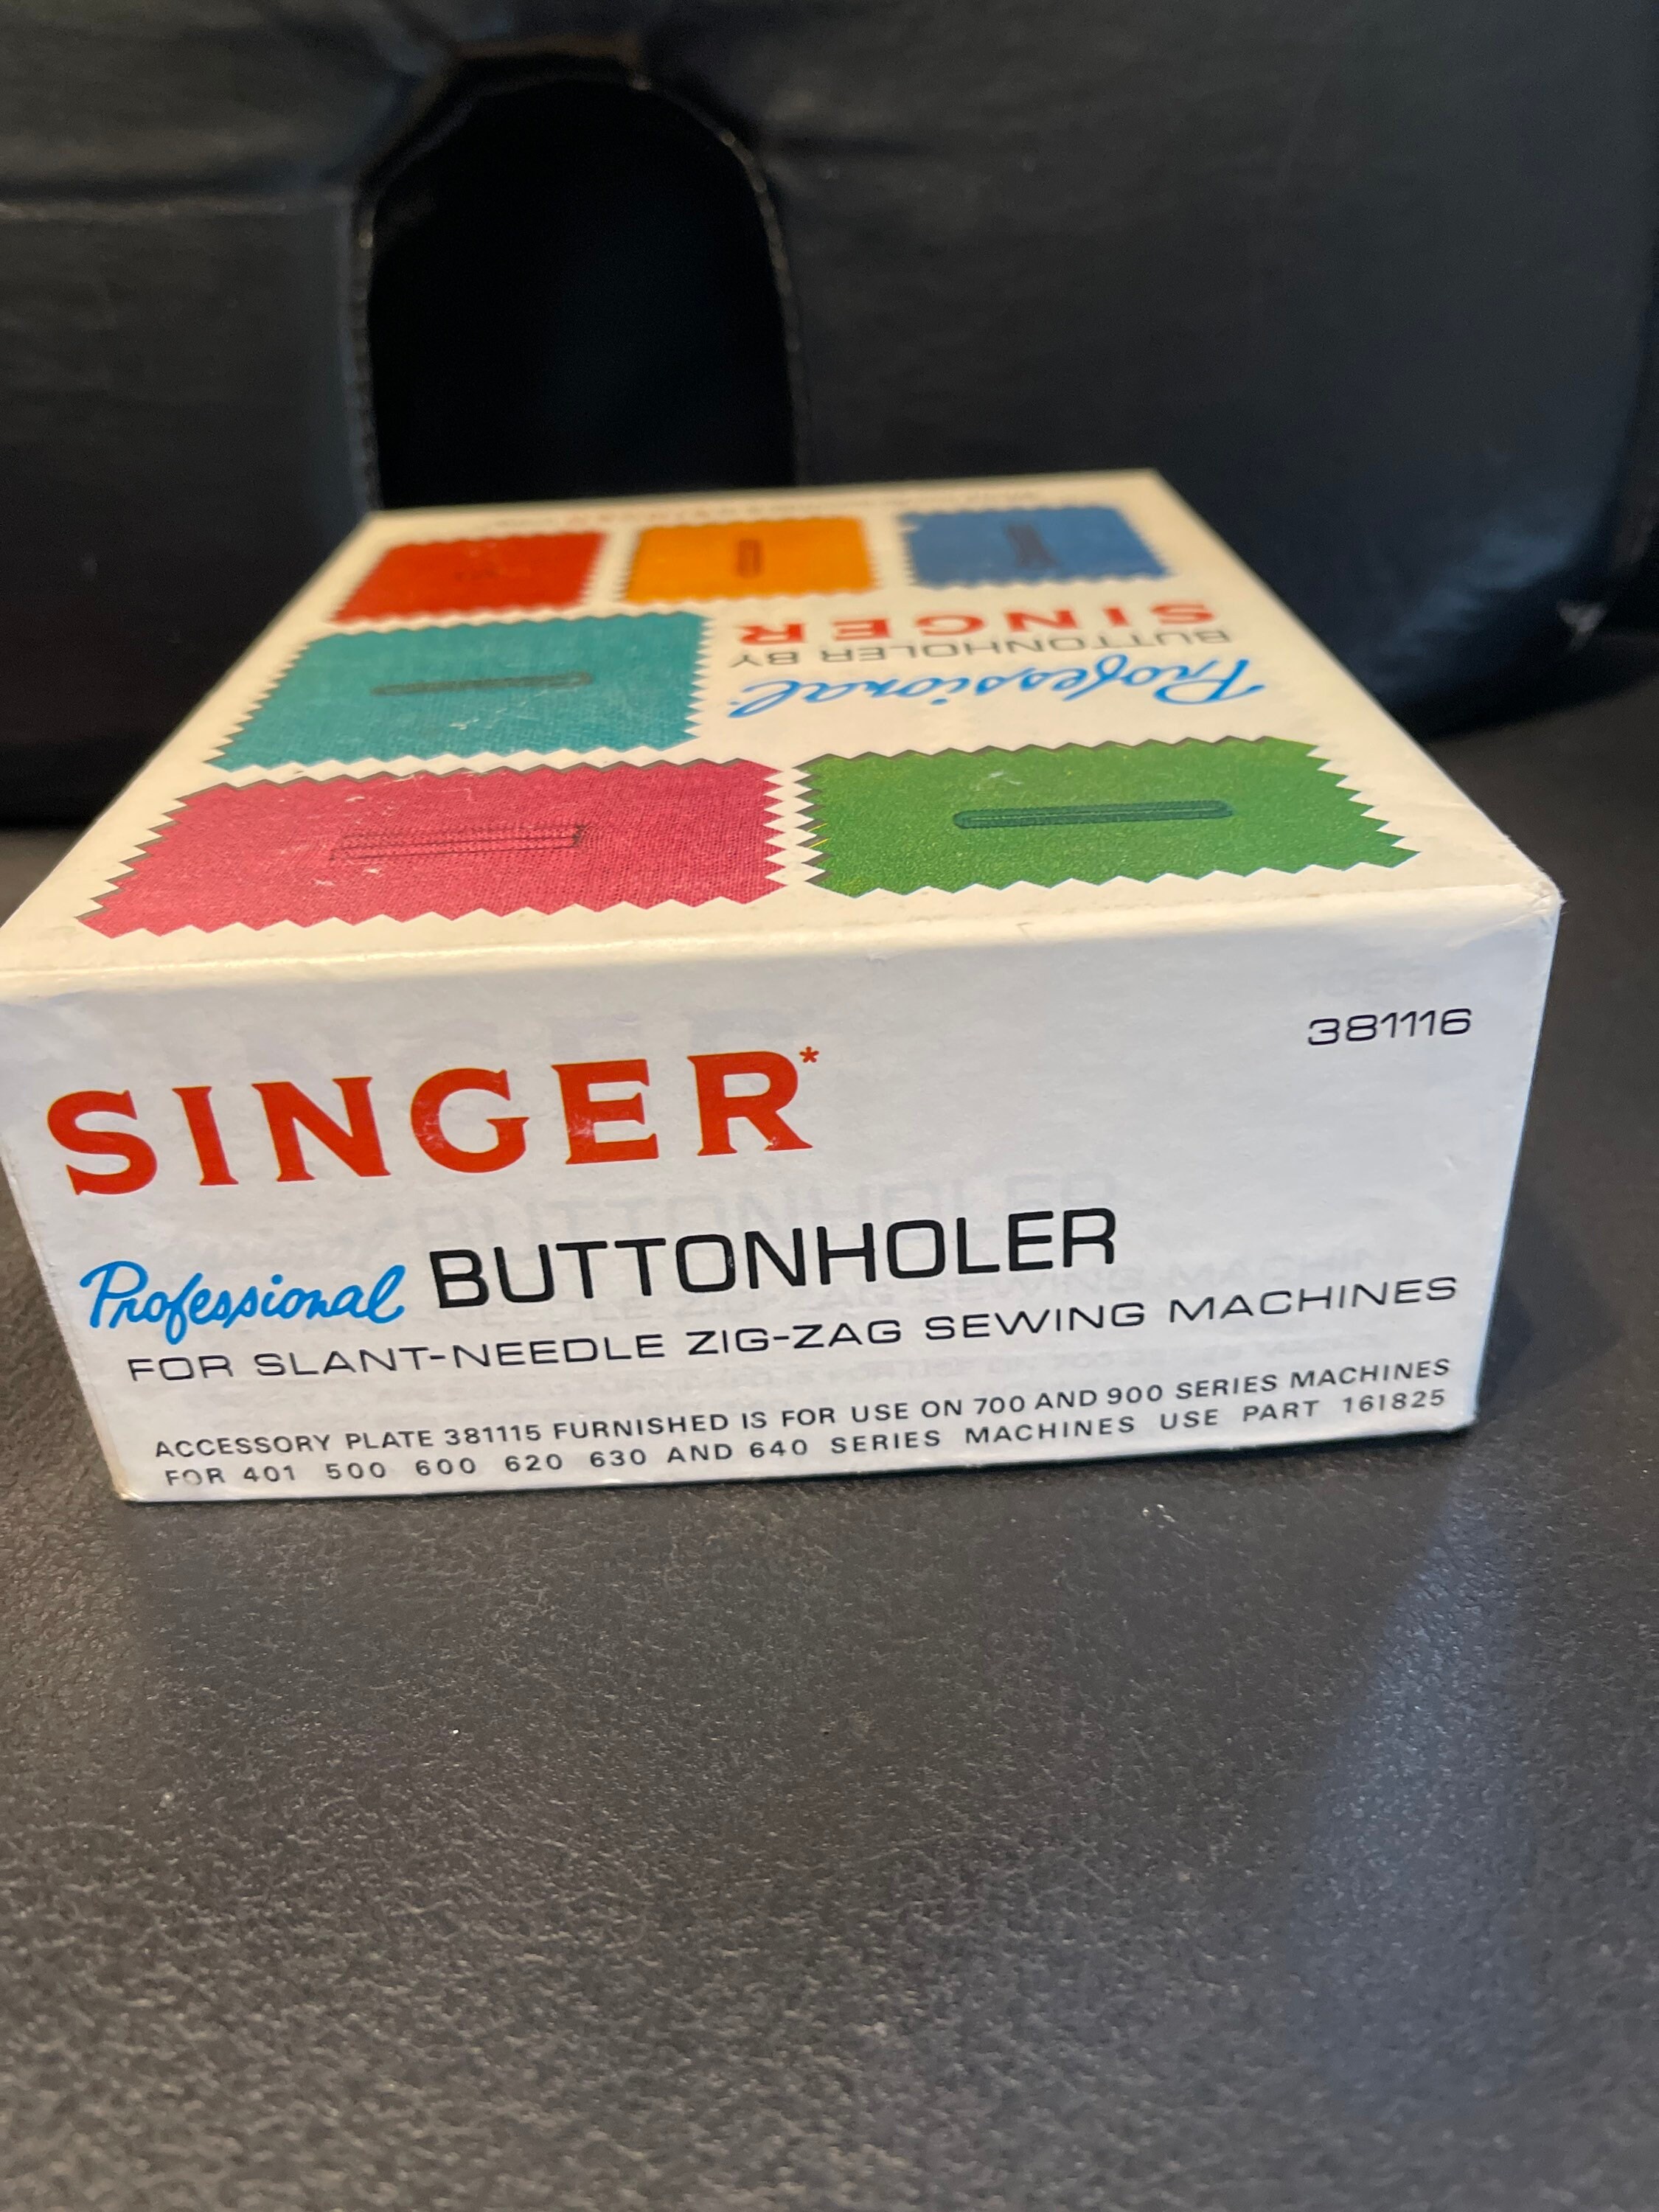 Professional
BUTTONHOLER BY
SINGER
SINGER*
381116
Professional BUTTONHOLER
FOR SLANT-NEEDLE ZIG-ZAG SEWING MACHINES
ACCESSORY PLATE 381115 FURNISHED IS FOR USE ON 700 AND 900 SERIES MACHINES
FOR 401 500 600 620 630 AND 640 SERIES MACHINES USE PART 161825